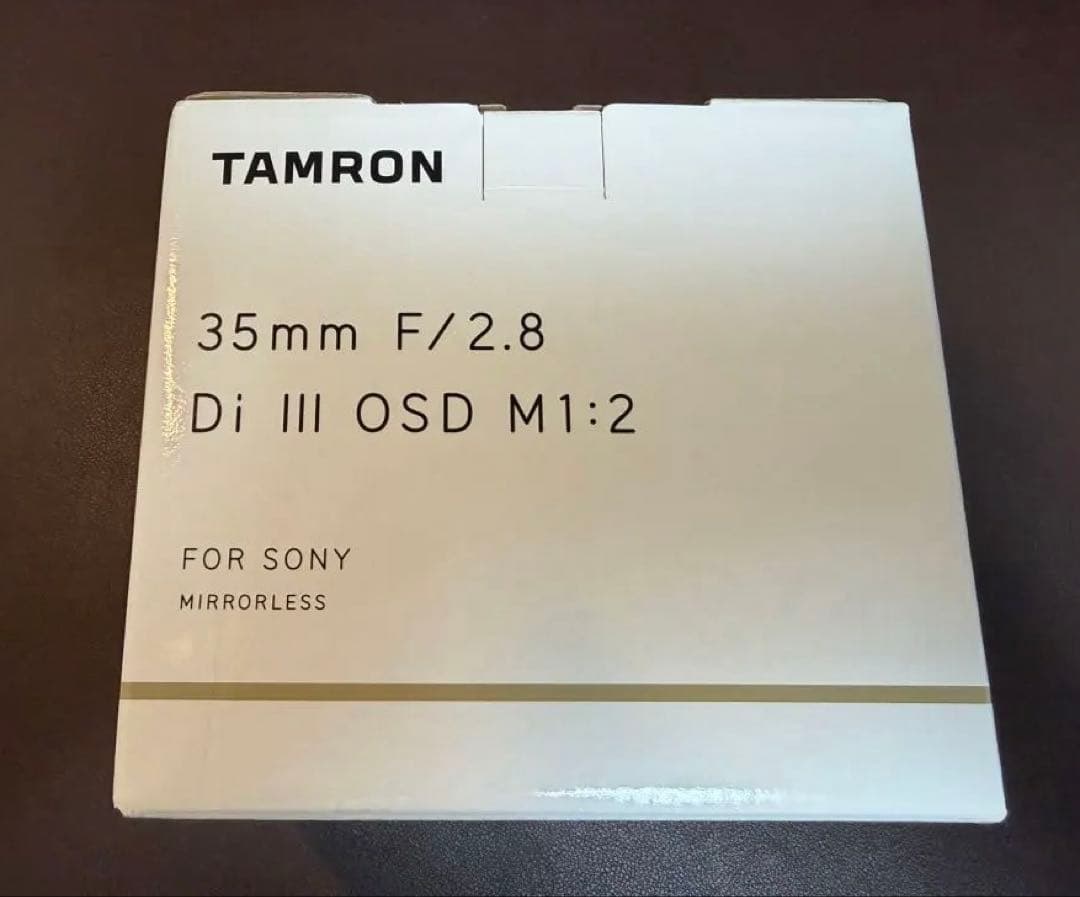 TAMRON
35mm F/2.8
Di III OSD M1:2
FOR SONY
MIRRORLESS